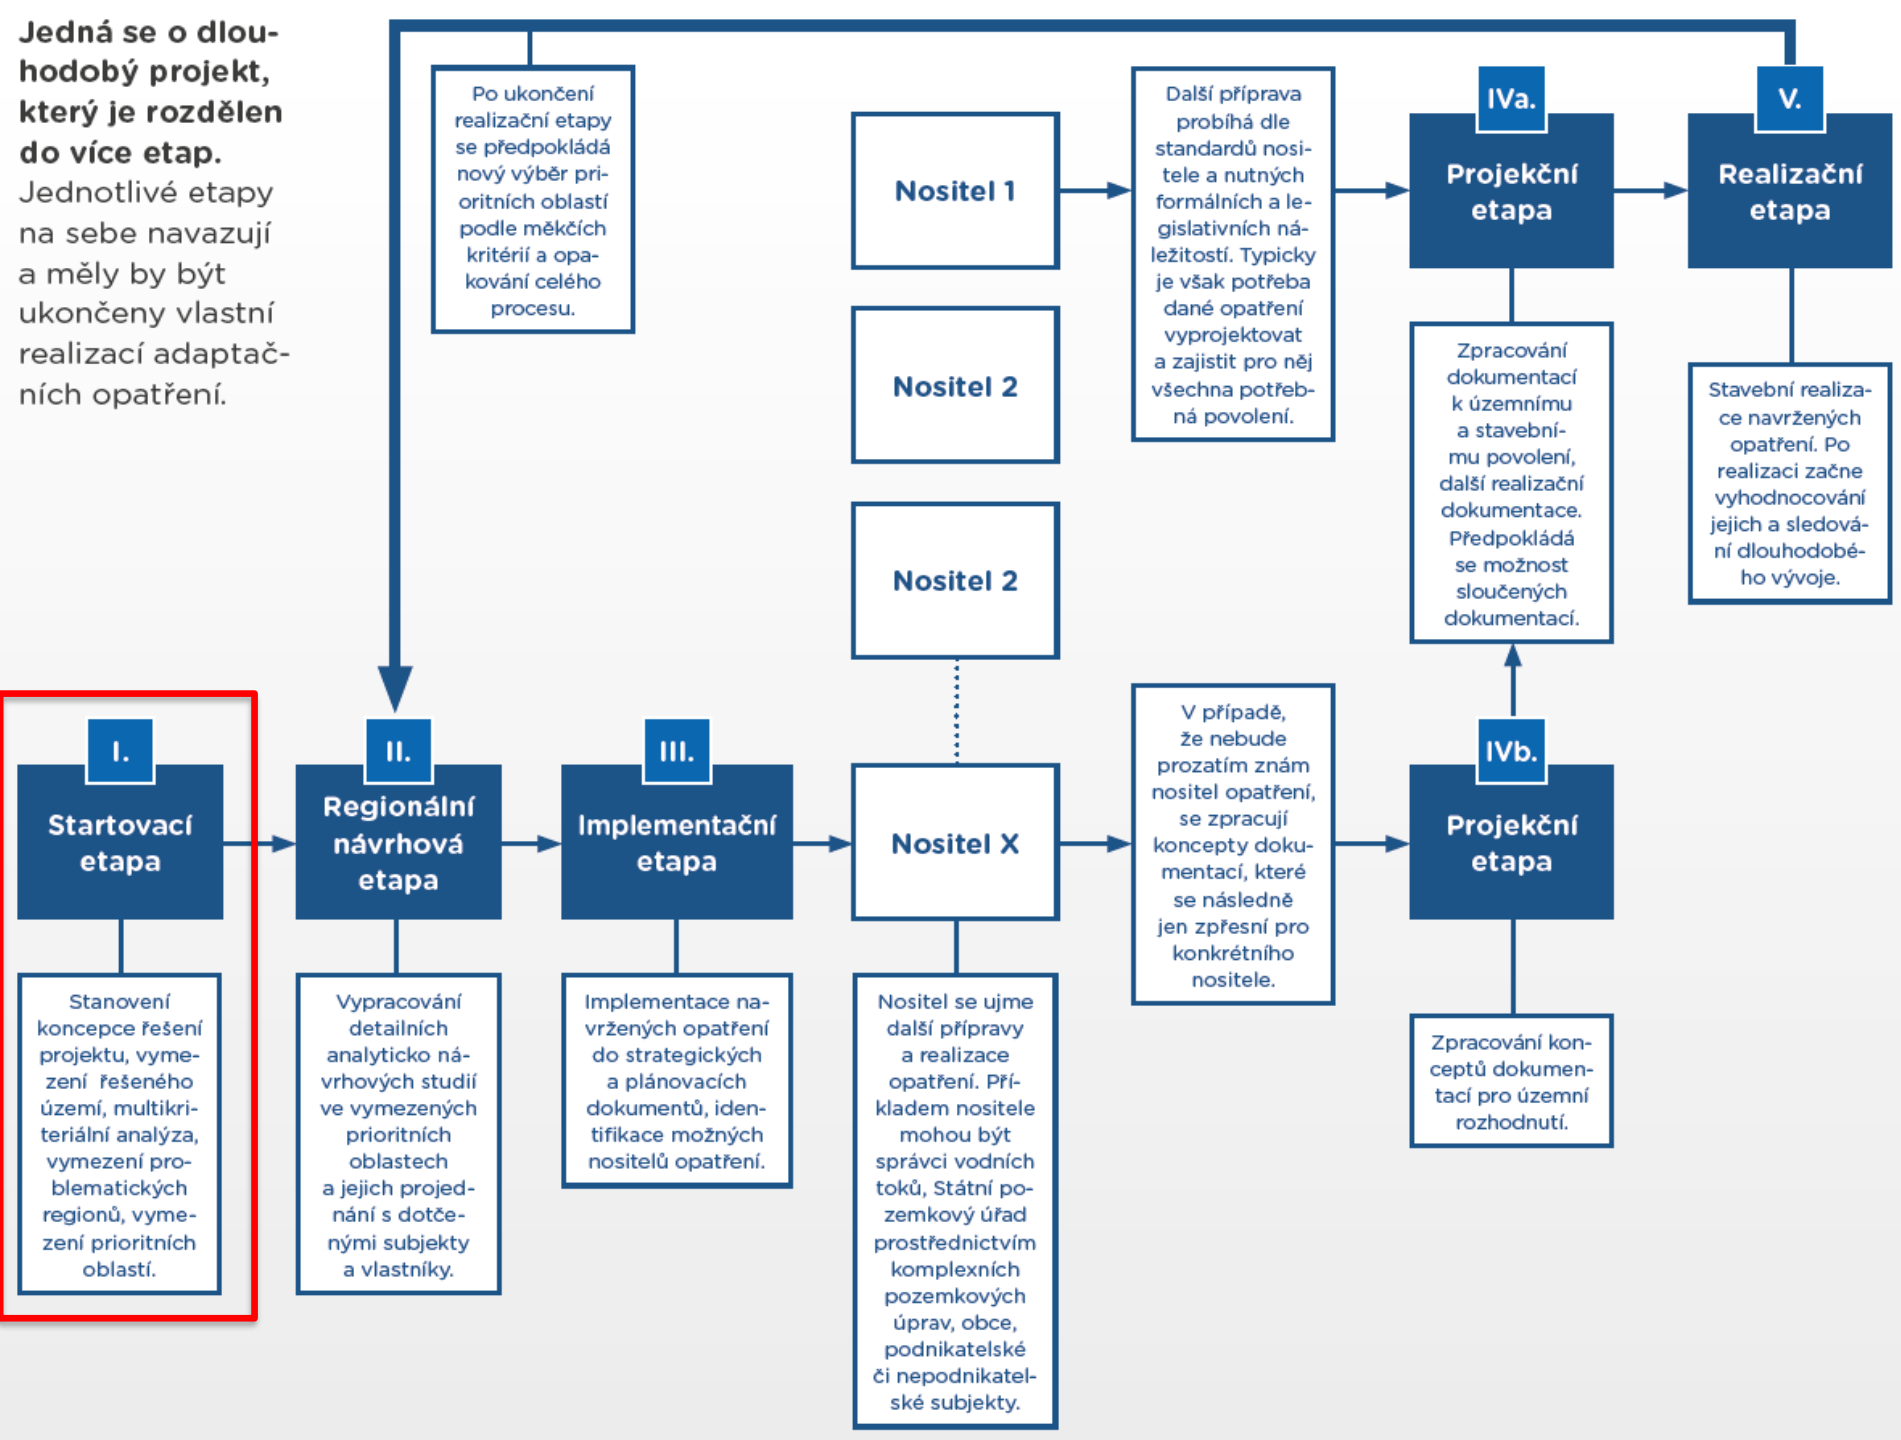 Jedná se o dlou-
hodobý projekt,
který je rozdělen
do více etap.
Jednotlivé etapy
na sebe navazují
a měly by být
ukončeny vlastní
realizací adaptač-
ních opatření.
Po ukončení
realizační etapy
se předpokládá
nový výběr pri-
oritních oblastí
podle měkčích
kritérií a opa-
kování celého
procesu.
Nositel 1
Nositel 2
Nositel 2
Další příprava
probíhá dle
standardů nosi-
tele a nutných
formálních a le-
gislativních ná-
ležitostí. Typicky
je však potřeba
dané opatření
vyprojektovat
a zajistit pro něj
všechna potřeb-
ná povolení.
IVa.
Projekční
etapa
Zpracování
dokumentací
k územnímu
a stavební-
mu povolení,
další realizační
dokumentace.
Předpokládá
se možnost
sloučených
dokumentací.
V.
Realizační
etapa
Stavební realiza-
ce navržených
opatření. Po
realizaci začne
vyhodnocování
jejich a sledová-
ní dlouhodobé-
ho vývoje.
I.
Startovací
etapa
Stanovení
koncepce řešení
projektu, vyme-
zení řešeného
území, multikri-
teriální analýza,
vymezení pro-
blematických
regionů, vyme-
zení prioritních
oblastí.
II.
Regionální
návrhová
etapa
Vypracování
detailních
analyticko ná-
vrhových studií
ve vymezených
prioritních
oblastech
a jejich projed-
nání s dotče-
nými subjekty
a vlastníky.
III.
Implementační
etapa
Implementace na-
vržených opatření
do strategických
a plánovacích
dokumentů, iden-
tifikace možných
nositelů opatření.
Nositel X
Nositel se ujme
další přípravy
a realizace
opatření. Pří-
kladem nositele
mohou být
správci vodních
toků, Státní po-
zemkový úřad
prostřednictvím
komplexních
pozemkových
úprav, obce,
podnikatelské
či nepodnikatel-
ské subjekty.
V případě,
že nebude
prozatím znám
nositel opatření,
se zpracují
koncepty doku-
mentací, které
se následně
jen zpřesní pro
konkrétního
nositele.
IVb.
Projekční
etapa
Zpracování kon-
ceptů dokumen-
tací pro územní
rozhodnutí.